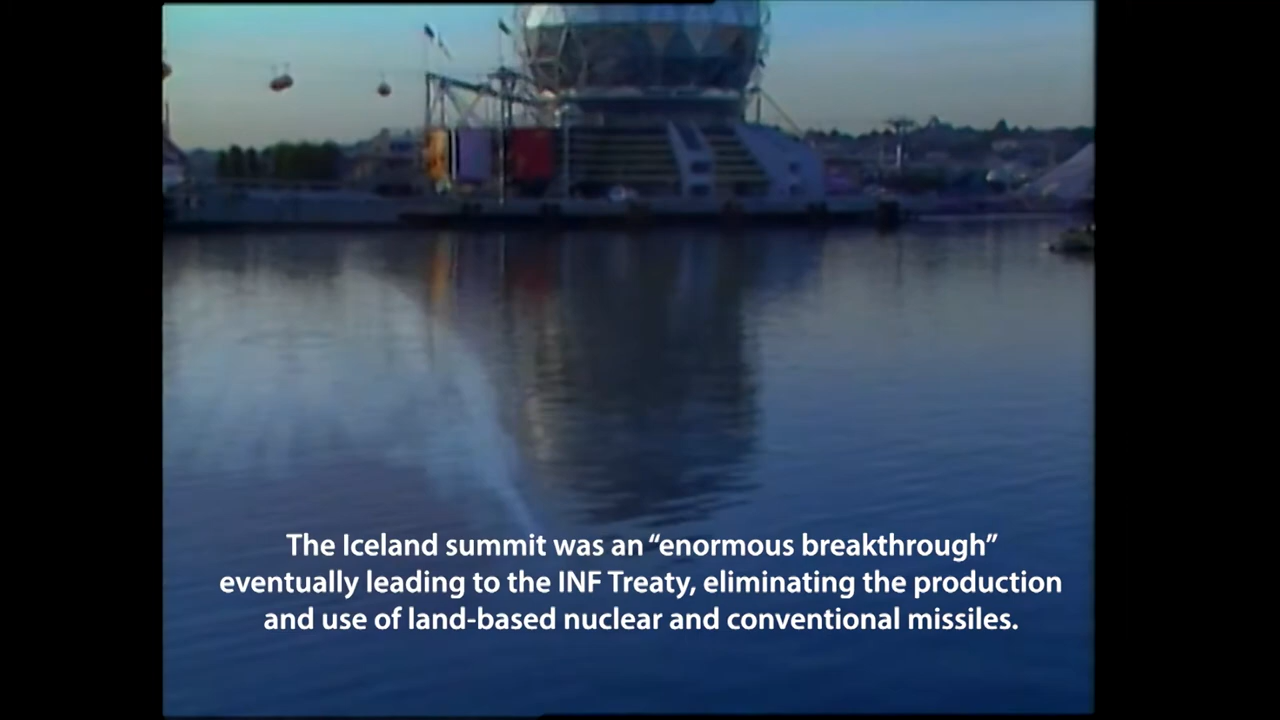 The Iceland summit was an “enormous breakthrough”
eventually leading to the INF Treaty, eliminating the production
and use of land-based nuclear and conventional missiles.